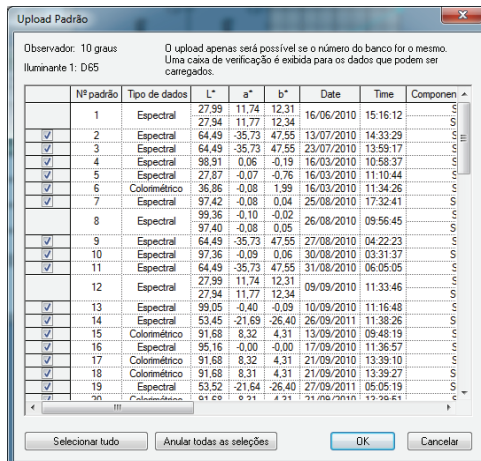 Upload Padrão
Observador: 10 graus
Iluminante 1: D65
O upload apenas será possível se o número do banco for o mesmo.
Uma caixa de verificação é exibida para os dados que podem ser
carregados.
Nº padrão Tipo de dados L* a* b* Date Time Componen
1 Espectral 27,99 11,74 12,31 16/06/2010 15:16:12 S
27,94 11,77 12,34 S
2 Espectral 64,49 -35,73 47,55 13/07/2010 14:33:29 S
3 Espectral 64,49 -35,73 47,55 23/07/2010 13:59:17 S
4 Espectral 98,91 0,06 -0,19 16/03/2010 10:58:37 S
5 Espectral 27,87 -0,07 -0,76 16/03/2010 11:10:44 S
6 Colorimétrico 36,86 -0,08 1,99 16/03/2010 11:34:26 S
7 Espectral 97,42 -0,08 0,04 25/08/2010 17:32:41 S
8 Espectral 99,36 -0,10 -0,02 26/08/2010 09:56:45 S
97,40 -0,08 0,05 S
9 Espectral 64,49 -35,73 47,55 27/08/2010 04:22:23 S
10 Espectral 97,36 -0,09 0,06 30/08/2010 03:31:37 S
11 Espectral 64,49 -35,73 47,55 31/08/2010 06:05:05 S
12 Espectral 27,99 11,74 12,31 09/09/2010 11:33:46 S
27,94 11,77 12,34 S
13 Espectral 99,05 -0,40 -0,09 10/09/2010 11:16:48 S
14 Espectral 53,45 -21,69 -26,40 26/09/2011 11:38:26 S
15 Colorimétrico 91,68 8,32 4,31 13/09/2010 09:48:19 S
16 Espectral 95,16 -0,00 -0,00 17/09/2010 11:36:57 S
17 Colorimétrico 91,68 8,32 4,31 21/09/2010 13:39:10 S
18 Colorimétrico 91,68 8,31 4,31 21/09/2010 13:39:27 S
19 Espectral 53,52 -21,64 -26,40 27/09/2011 05:05:19 S
20 Colorimétrico 91,68 8,31 4,31 21/09/2010 13:39:51 S
Selecionar tudo Anular todas as seleções OK Cancelar